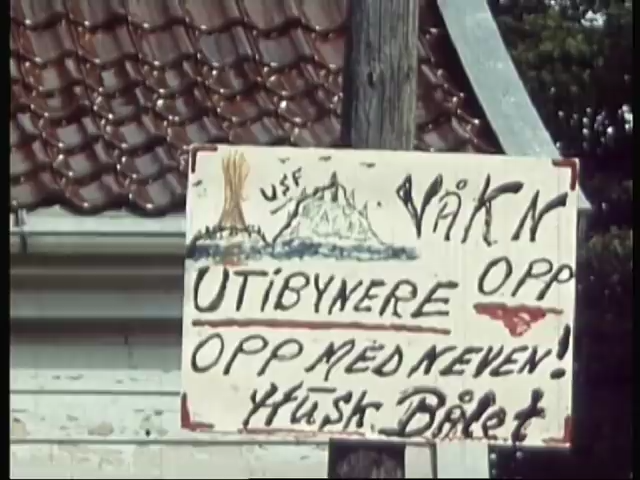 USF
VÅKN
OPP
UTIBYNERE
OPP MED NEVEN!
HUSK BÅLET